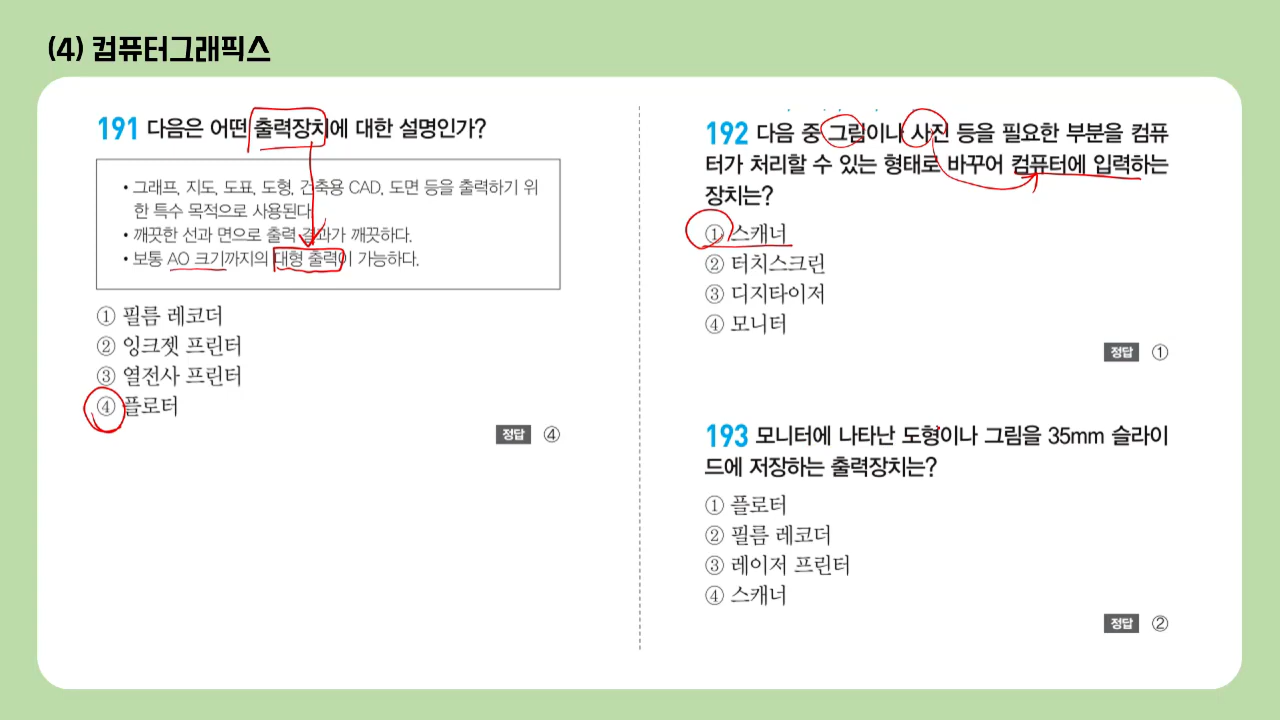 (4) 컴퓨터그래픽스
191 다음은 어떤 출력장치에 대한 설명인가?
• 그래프, 지도, 도표, 도형, 건축용 CAD, 도면 등을 출력하기 위
한 특수 목적으로 사용된다.
• 깨끗한 선과 면으로 출력 결과가 깨끗하다.
• 보통 AO 크기까지의 대형 출력이 가능하다.
① 필름 레코더
② 잉크젯 프린터
③ 열전사 프린터
④ 플로터
정답 ④
192 다음 중 그림이나 사진 등을 필요한 부분을 컴퓨
터가 처리할 수 있는 형태로 바꾸어 컴퓨터에 입력하는
장치는?
① 스캐너
② 터치스크린
③ 디지타이저
④ 모니터
정답 ①
193 모니터에 나타난 도형이나 그림을 35mm 슬라이
드에 저장하는 출력장치는?
① 플로터
② 필름 레코더
③ 레이저 프린터
④ 스캐너
정답 ②